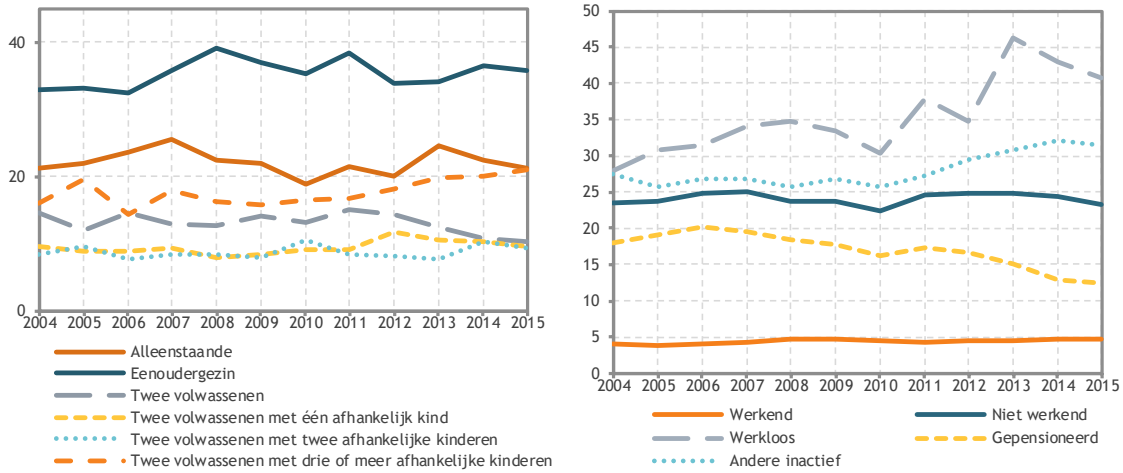 40
20
0
2004 2005 2006 2007 2008 2009 2010 2011 2012 2013 2014 2015
Alleenstaande
Eenoudergezin
Twee volwassenen
Twee volwassenen met één afhankelijk kind
Twee volwassenen met twee afhankelijke kinderen
Twee volwassenen met drie of meer afhankelijke kinderen
50
45
40
35
30
25
20
15
10
5
0
2004 2005 2006 2007 2008 2009 2010 2011 2012 2013 2014 2015
Werkend Niet werkend
Werkloos Gepensioneerd
Andere inactief